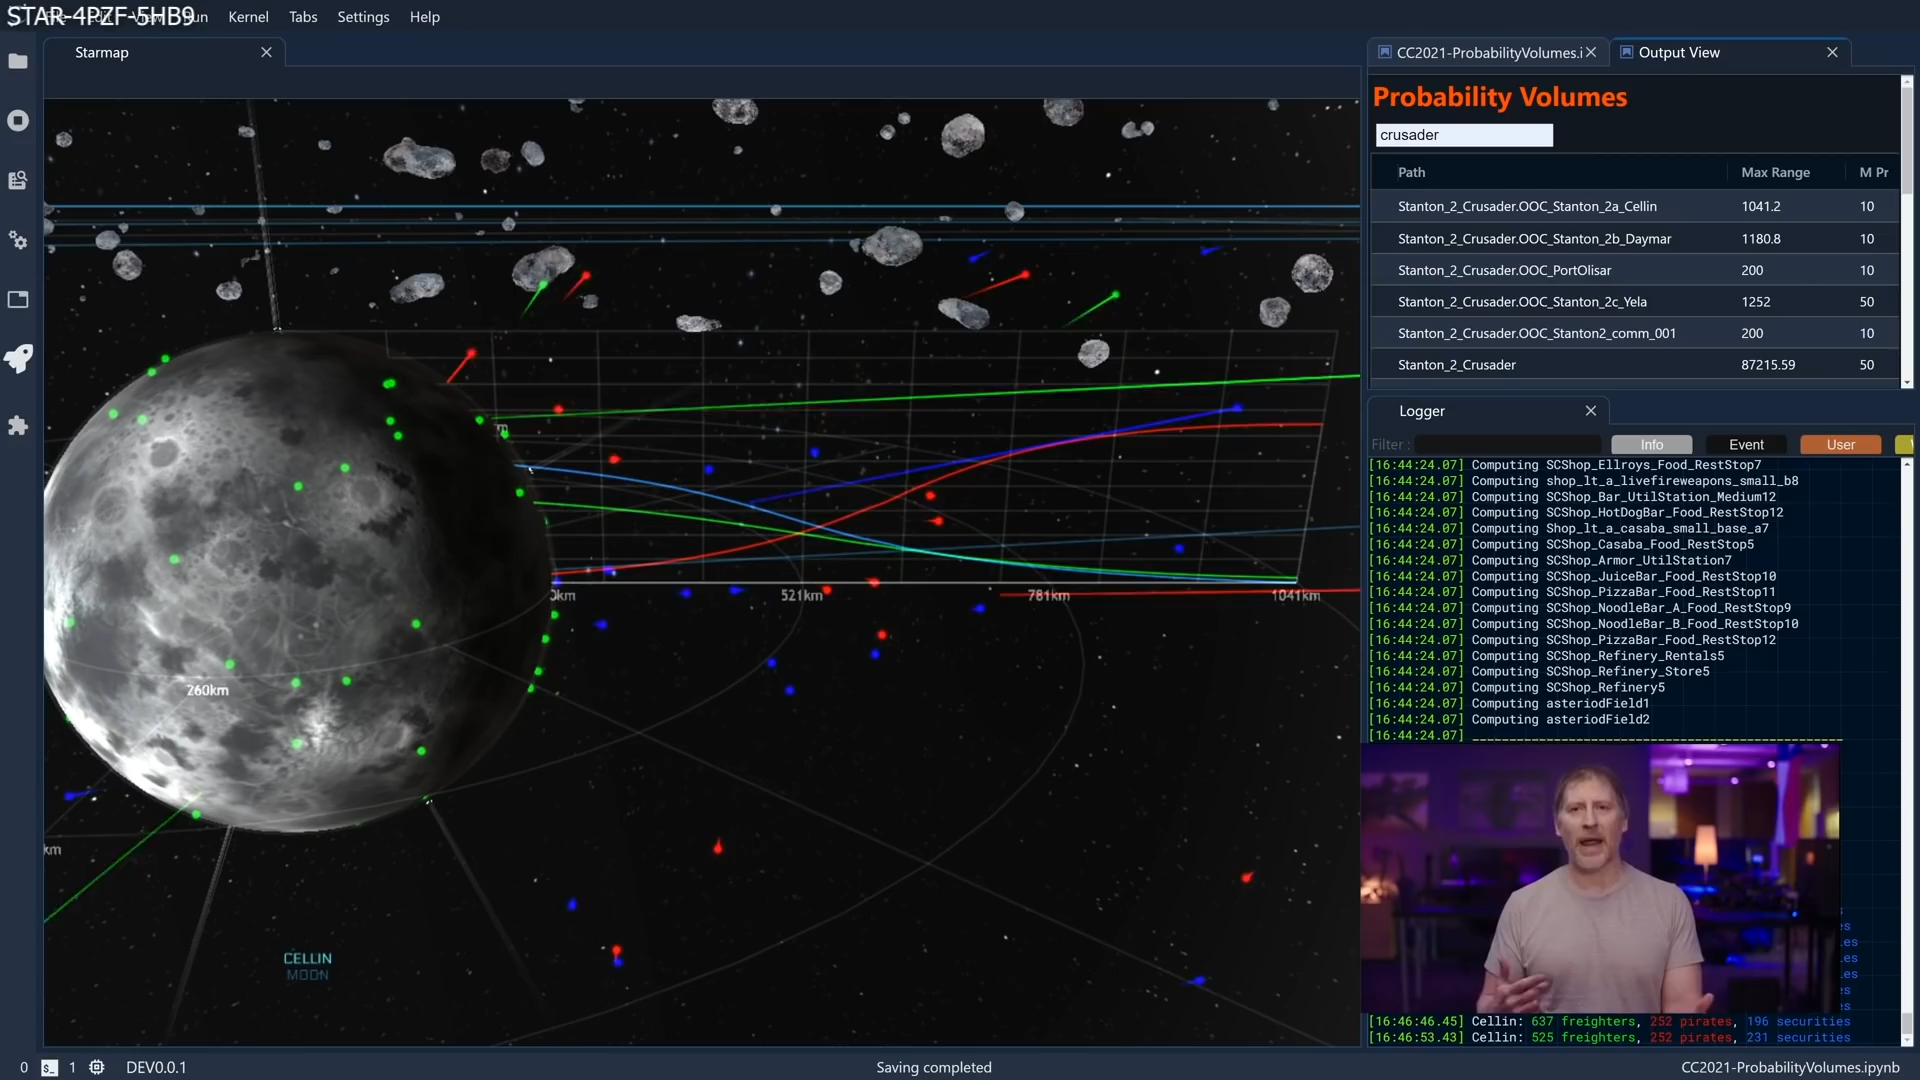 STAR-4PZF-5HB9
Kernel
Tabs
Settings
Help
Starmap
CC2021-ProbabilityVolumes.i
Output View
Probability Volumes
crusader
Path Max Range M Pr
Stanton_2_Crusader.OOC_Stanton_2a_Cellin 1041.2 10
Stanton_2_Crusader.OOC_Stanton_2b_Daymar 1180.8 10
Stanton_2_Crusader.OOC_PortOlisar 200 10
Stanton_2_Crusader.OOC_Stanton_2c_Yela 1252 50
Stanton_2_Crusader.OOC_Stanton2_comm_001 200 10
Stanton_2_Crusader 87215.59 50
Logger
Filter :
Info
Event
User
[16:44:24.07] Computing SCShop_Ellroys_Food_RestStop7
[16:44:24.07] Computing shop_lt_a_livefireweapons_small_b8
[16:44:24.07] Computing SCShop_Bar_UtilStation_Medium12
[16:44:24.07] Computing SCShop_HotDogBar_Food_RestStop12
[16:44:24.07] Computing Shop_lt_a_casaba_small_base_a7
[16:44:24.07] Computing SCShop_Casaba_Food_RestStop5
[16:44:24.07] Computing SCShop_Armor_UtilStation7
[16:44:24.07] Computing SCShop_JuiceBar_Food_RestStop10
[16:44:24.07] Computing SCShop_PizzaBar_Food_RestStop11
[16:44:24.07] Computing SCShop_NoodleBar_A_Food_RestStop9
[16:44:24.07] Computing SCShop_NoodleBar_B_Food_RestStop10
[16:44:24.07] Computing SCShop_PizzaBar_Food_RestStop12
[16:44:24.07] Computing SCShop_Refinery_Rentals5
[16:44:24.07] Computing SCShop_Refinery_Store5
[16:44:24.07] Computing SCShop_Refinery5
[16:44:24.07] Computing asteriodField1
[16:44:24.07] Computing asteriodField2
[16:44:24.07]
[16:46:46.45] Cellin: 637 freighters, 252 pirates, 196 securities
[16:46:53.43] Cellin: 525 freighters, 252 pirates, 231 securities
0km
521km
781km
1041km
260km
km
CELLIN
MOON
0
1
DEV0.0.1
Saving completed
CC2021-ProbabilityVolumes.ipynb